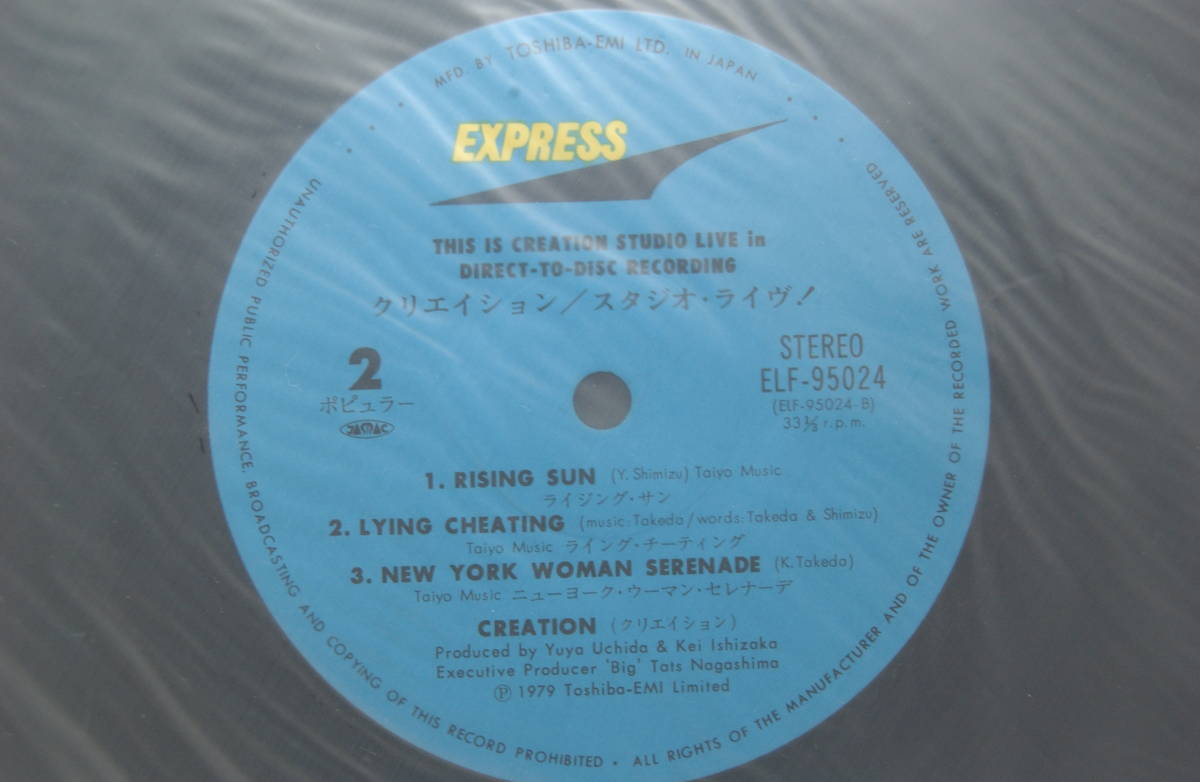 MFD. BY TOSHIBA-EMI LTD. IN JAPAN
EXPRESS
THIS IS CREATION STUDIO LIVE in
DIRECT-TO-DISC RECORDING
クリエイション/スタジオ・ライヴ!
2
ポピュラー
JASRAC
STEREO
ELF-95024
(ELF-95024-B)
33 1/3 r.p.m.
1. RISING SUN (Y. Shimizu) Taiyo Music
ライジング・サン
2. LYING CHEATING (music:Takeda/words:Takeda & Shimizu)
Taiyo Music ライング・チーティング
3. NEW YORK WOMAN SERENADE (K.Takeda)
Taiyo Music ニューヨーク・ウーマン・セレナーデ
CREATION (クリエイション)
Produced by Yuya Uchida & Kei Ishizaka
Executive Producer 'Big' Tats Nagashima
Ⓟ 1979 Toshiba-EMI Limited
UNAUTHORIZED PUBLIC PERFORMANCE, BROADCASTING AND COPYING OF THIS RECORD PROHIBITED • ALL RIGHTS OF THE MANUFACTURER AND OF THE OWNER OF THE RECORDED WORK ARE RESERVED